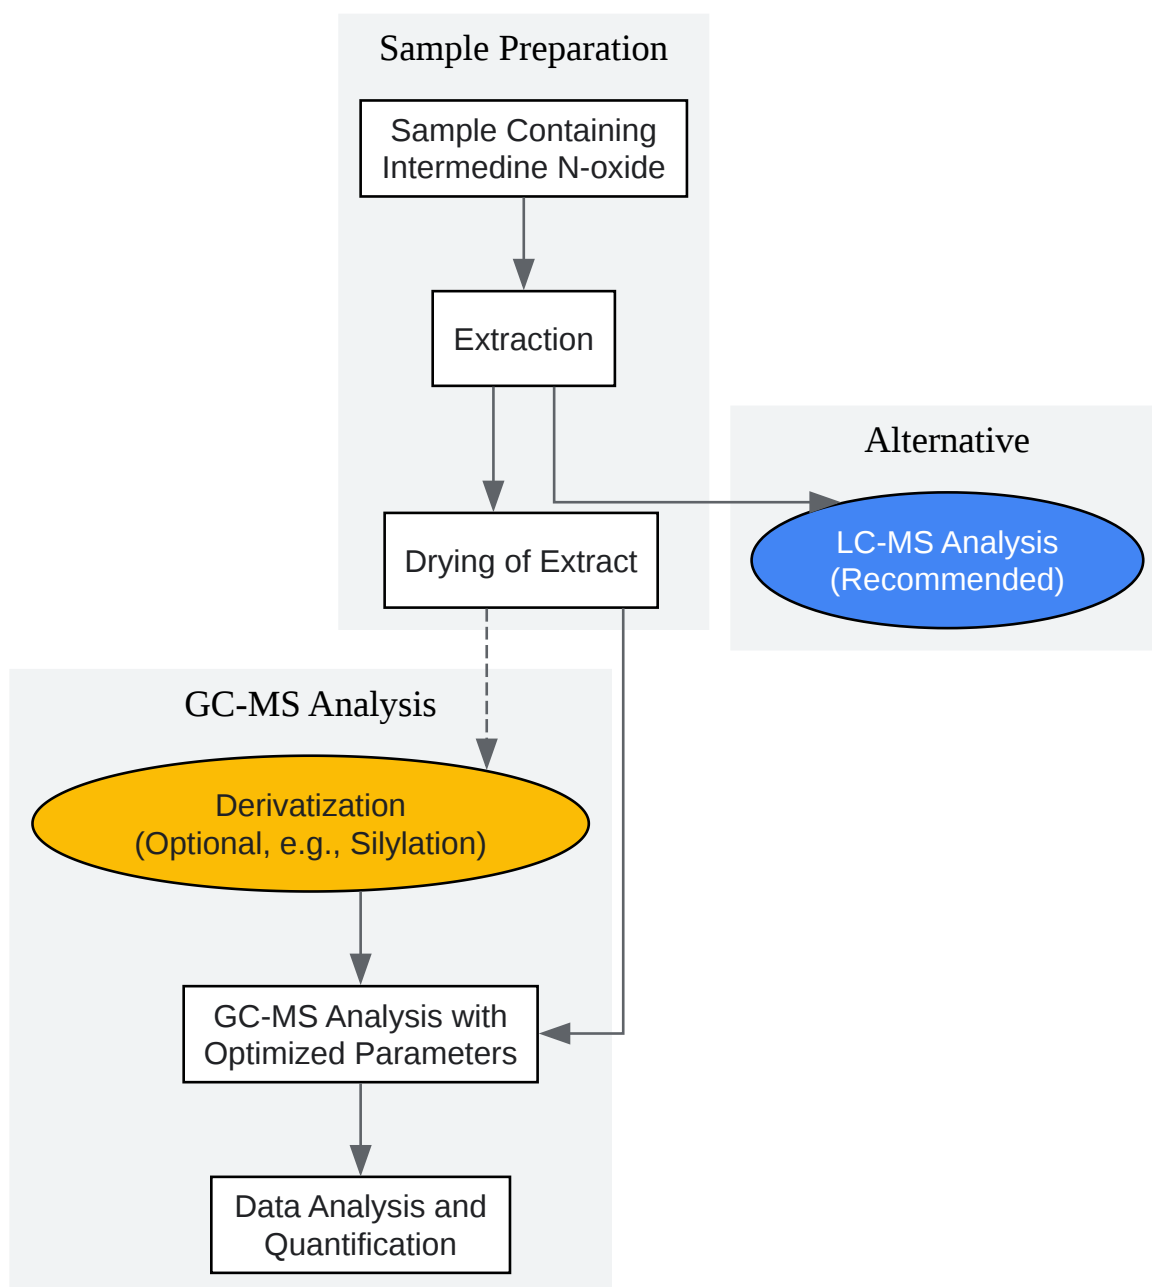 Sample Preparation
Sample Containing
Intermedine N-oxide
Extraction
Drying of Extract
Alternative
LC-MS Analysis
(Recommended)
GC-MS Analysis
Derivatization
(Optional, e.g., Silylation)
GC-MS Analysis with
Optimized Parameters
Data Analysis and
Quantification